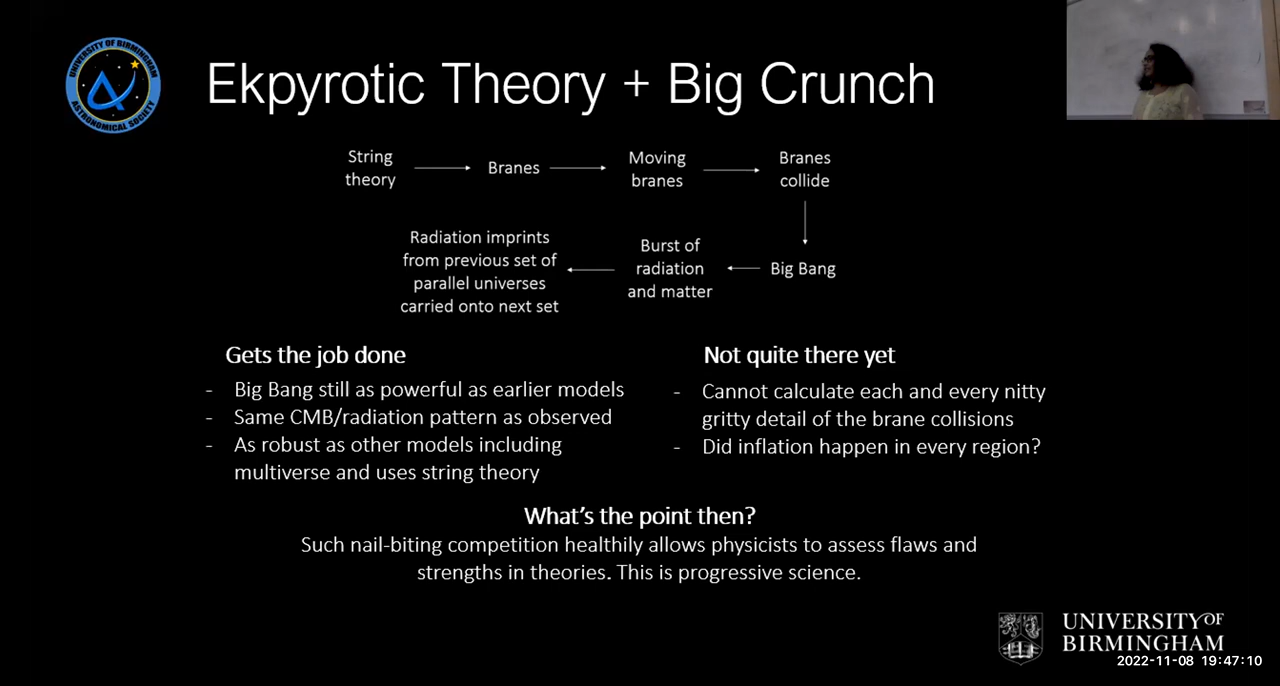 UNIVERSITY OF BIRMINGHAM
ASTRONOMICAL SOCIETY
Ekpyrotic Theory + Big Crunch
String
theory
Branes
Moving
branes
Branes
collide
Big Bang
Burst of
radiation
and matter
Radiation imprints
from previous set of
parallel universes
carried onto next set
Gets the job done
- Big Bang still as powerful as earlier models
- Same CMB/radiation pattern as observed
- As robust as other models including
multiverse and uses string theory
Not quite there yet
- Cannot calculate each and every nitty
gritty detail of the brane collisions
- Did inflation happen in every region?
What's the point then?
Such nail-biting competition healthily allows physicists to assess flaws and
strengths in theories. This is progressive science.
UNIVERSITY OF
BIRMINGHAM
2022-11-08 19:47:10